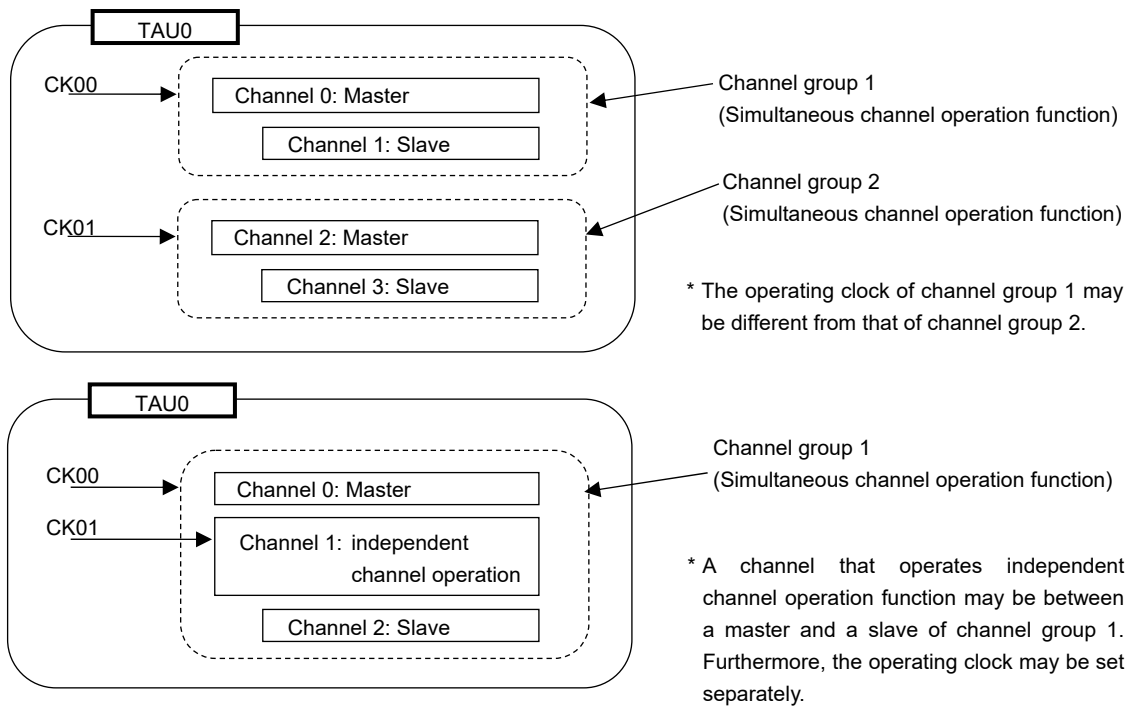 TAU0
CK00
Channel 0: Master
Channel 1: Slave
Channel group 1
(Simultaneous channel operation function)
CK01
Channel 2: Master
Channel 3: Slave
Channel group 2
(Simultaneous channel operation function)
* The operating clock of channel group 1 may
be different from that of channel group 2.
TAU0
CK00
Channel 0: Master
CK01
Channel 1: independent
channel operation
Channel 2: Slave
Channel group 1
(Simultaneous channel operation function)
* A channel that operates independent
channel operation function may be between
a master and a slave of channel group 1.
Furthermore, the operating clock may be set
separately.